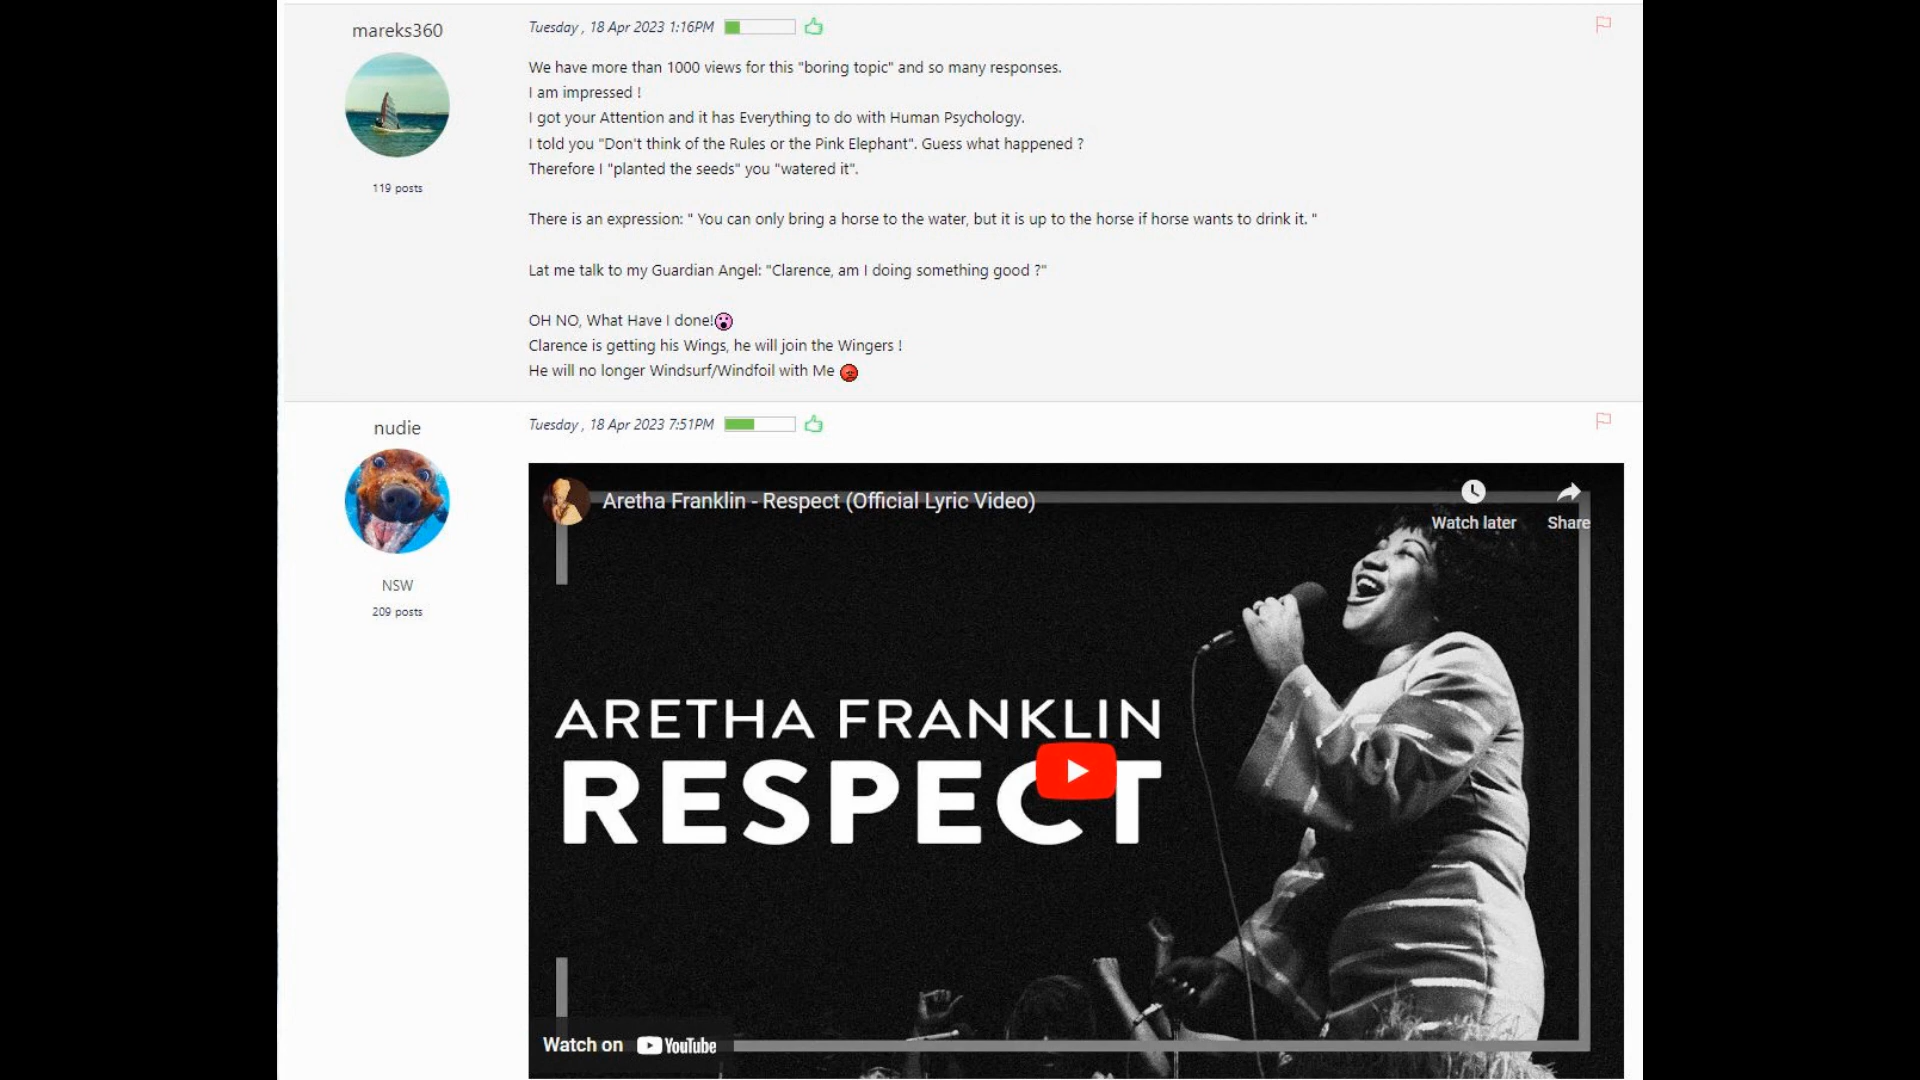 mareks360
119 posts
Tuesday , 18 Apr 2023 1:16PM
We have more than 1000 views for this "boring topic" and so many responses.
I am impressed !
I got your Attention and it has Everything to do with Human Psychology.
I told you "Don't think of the Rules or the Pink Elephant". Guess what happened ?
Therefore I "planted the seeds" you "watered it".
There is an expression: " You can only bring a horse to the water, but it is up to the horse if horse wants to drink it. "
Lat me talk to my Guardian Angel: "Clarence, am I doing something good ?"
OH NO, What Have I done!
Clarence is getting his Wings, he will join the Wingers !
He will no longer Windsurf/Windfoil with Me
nudie
NSW
209 posts
Tuesday , 18 Apr 2023 7:51PM
Aretha Franklin - Respect (Official Lyric Video)
Watch later
Share
ARETHA FRANKLIN
RESPECT
Watch on YouTube